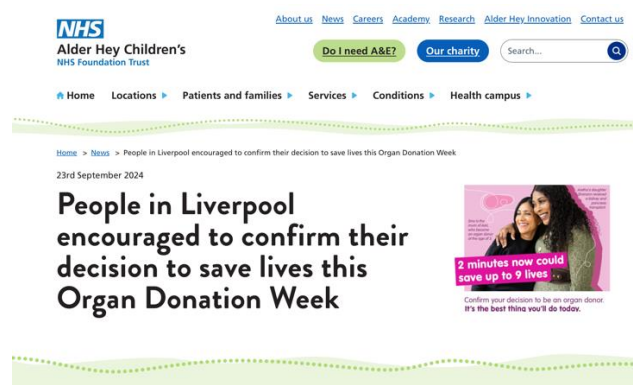 About us News Careers Academy Research Alder Hey Innovation Contact us
NHS
Alder Hey Children's
NHS Foundation Trust
Do I need A&E? Our charity Search...
Home Locations Patients and families Services Conditions Health campus
Home > News > People in Liverpool encouraged to confirm their decision to save lives this Organ Donation Week
23rd September 2024
People in Liverpool
encouraged to confirm their
decision to save lives this
Organ Donation Week
2 minutes now could
save up to 9 lives
Confirm your decision to be an organ donor.
It's the best thing you'll do today.